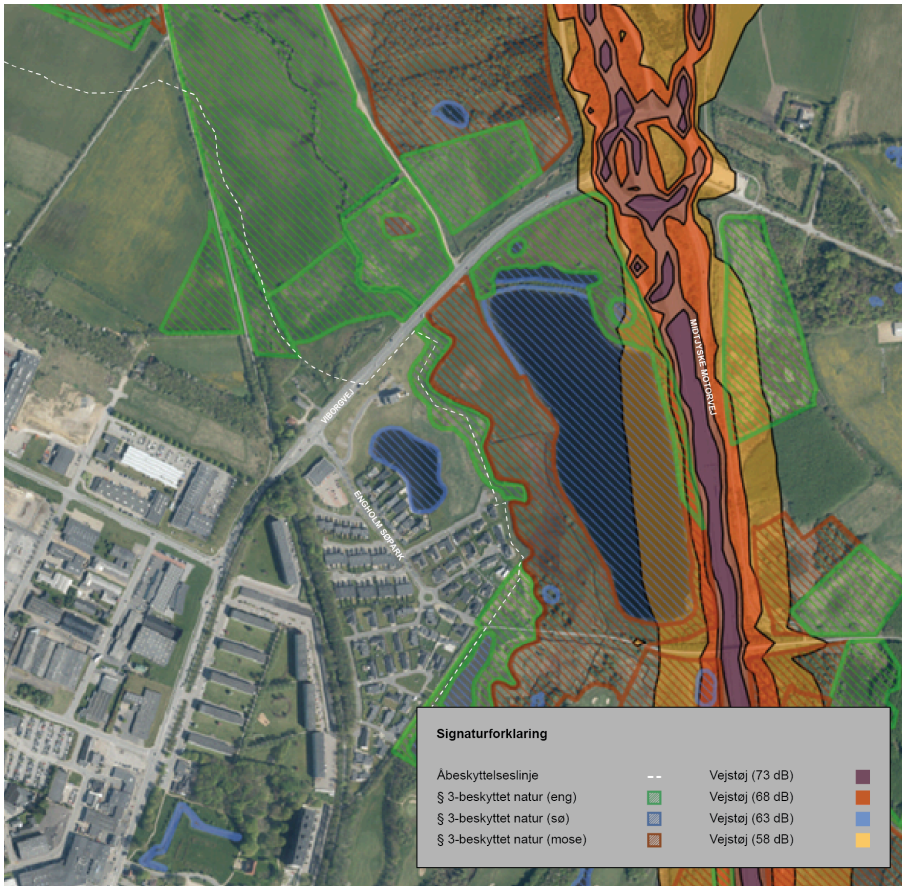 MIDTJYSKE MOTORVEJ
VIBORGVEJ
ENGHOLM SØPARK
Signaturforklaring
Åbeskyttelseslinje
§ 3-beskyttet natur (eng)
§ 3-beskyttet natur (sø)
§ 3-beskyttet natur (mose)
Vejstøj (73 dB)
Vejstøj (68 dB)
Vejstøj (63 dB)
Vejstøj (58 dB)